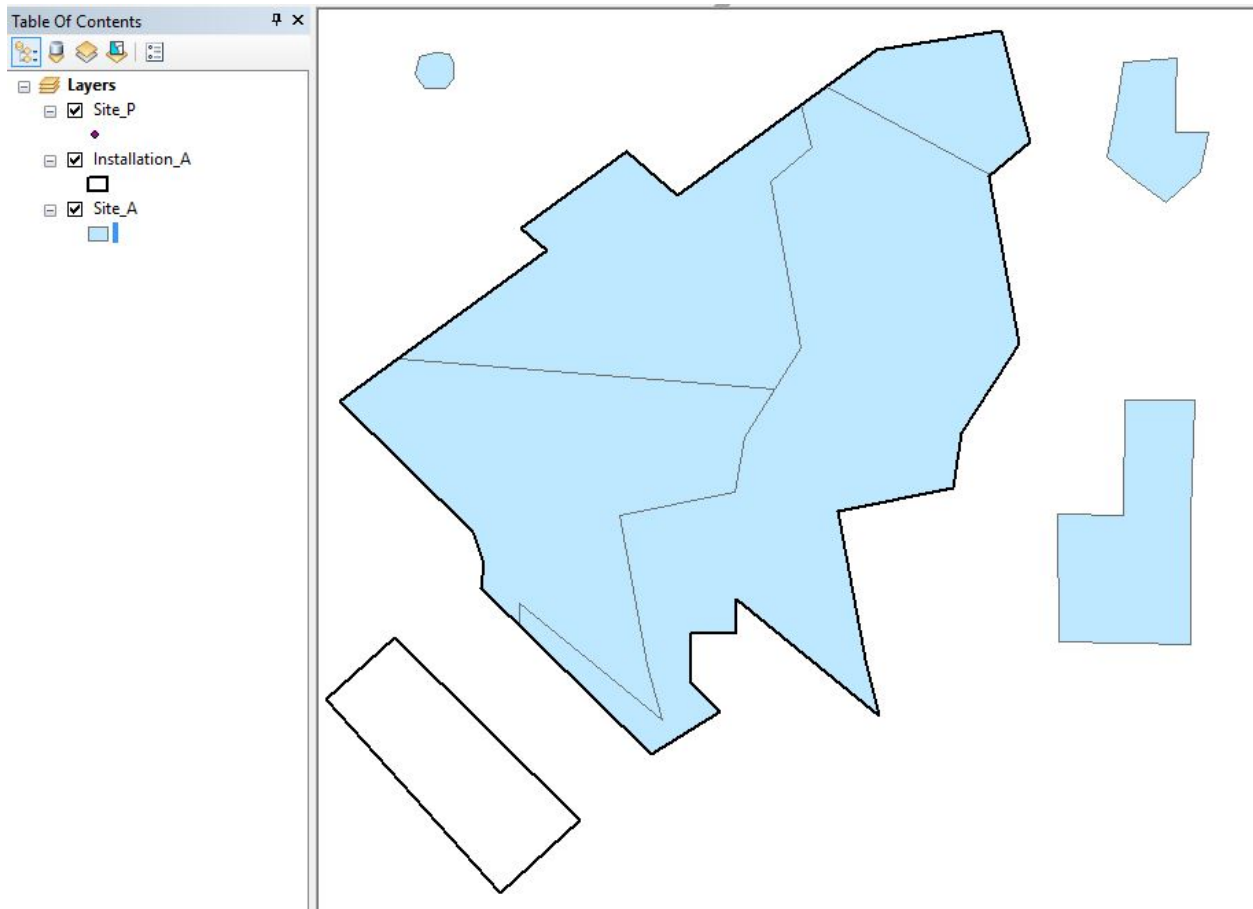 Table Of Contents
Layers
Site_P
Installation_A
Site_A